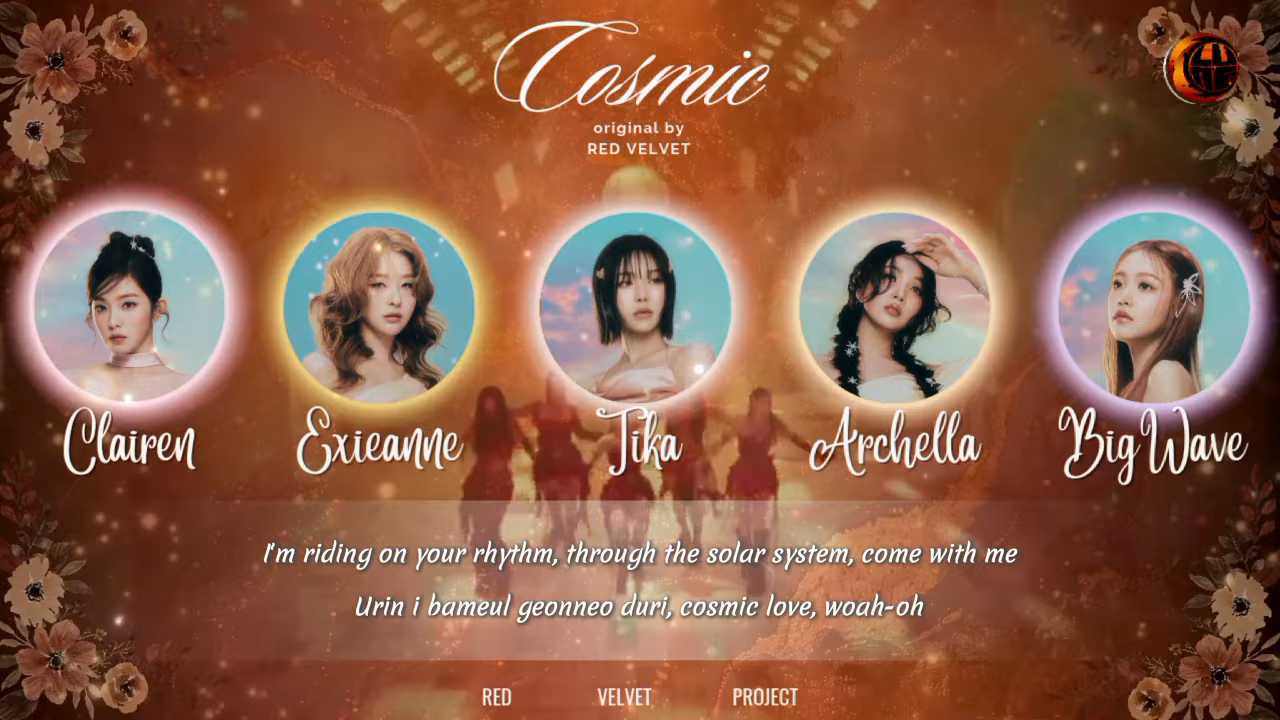 Cosmic
original by
RED VELVET
Clairen
Exieanne
Tika
Archella
Big Wave
I'm riding on your rhythm, through the solar system, come with me
Urin i bameul geonneo duri, cosmic love, woah-oh
RED VELVET PROJECT